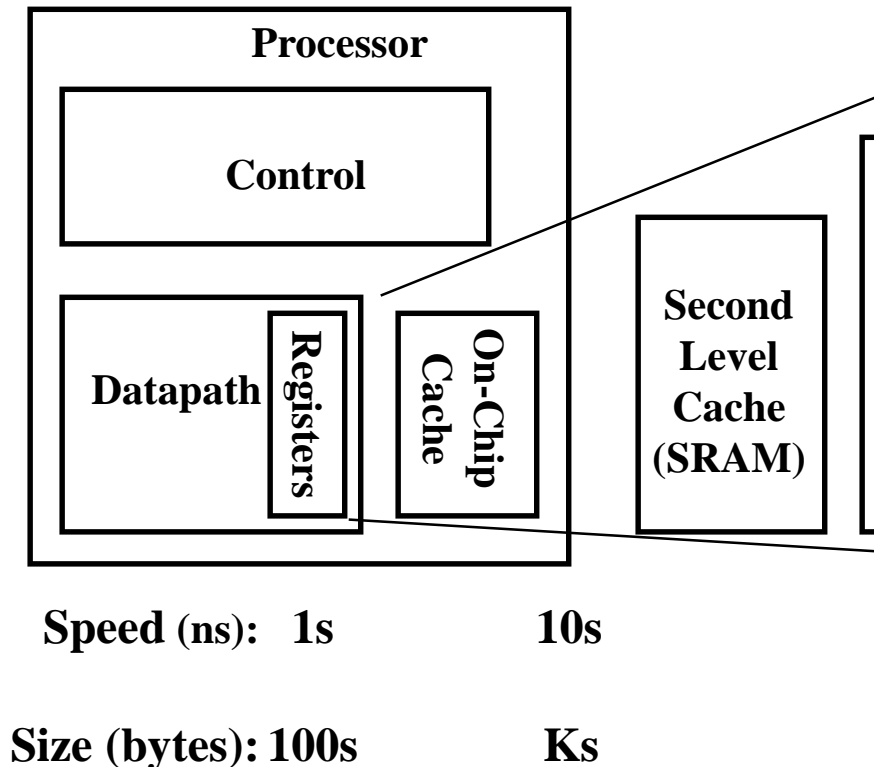 Processor
Control
Datapath
Registers
On-Chip
Cache
Second
Level
Cache
(SRAM)
Speed (ns): 1s 10s
Size (bytes): 100s Ks